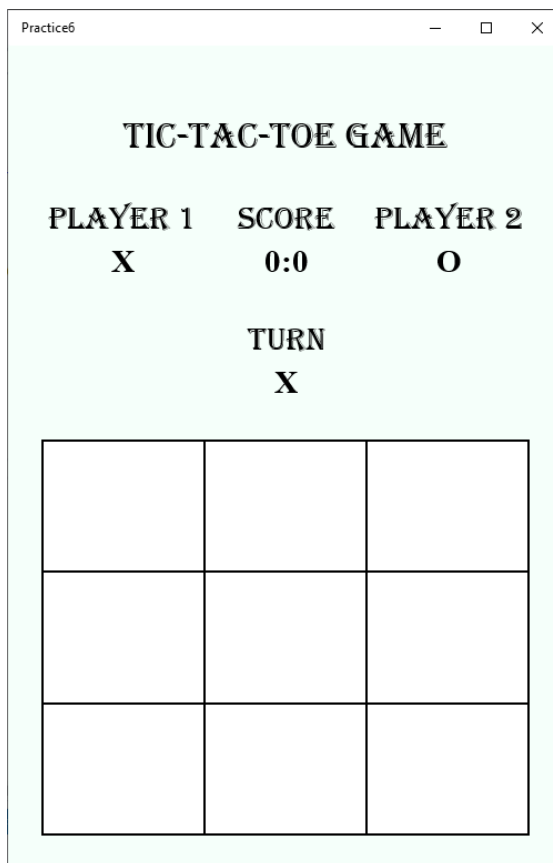 Practice6
TIC-TAC-TOE GAME
PLAYER 1 SCORE PLAYER 2
X 0:0 O
TURN
X